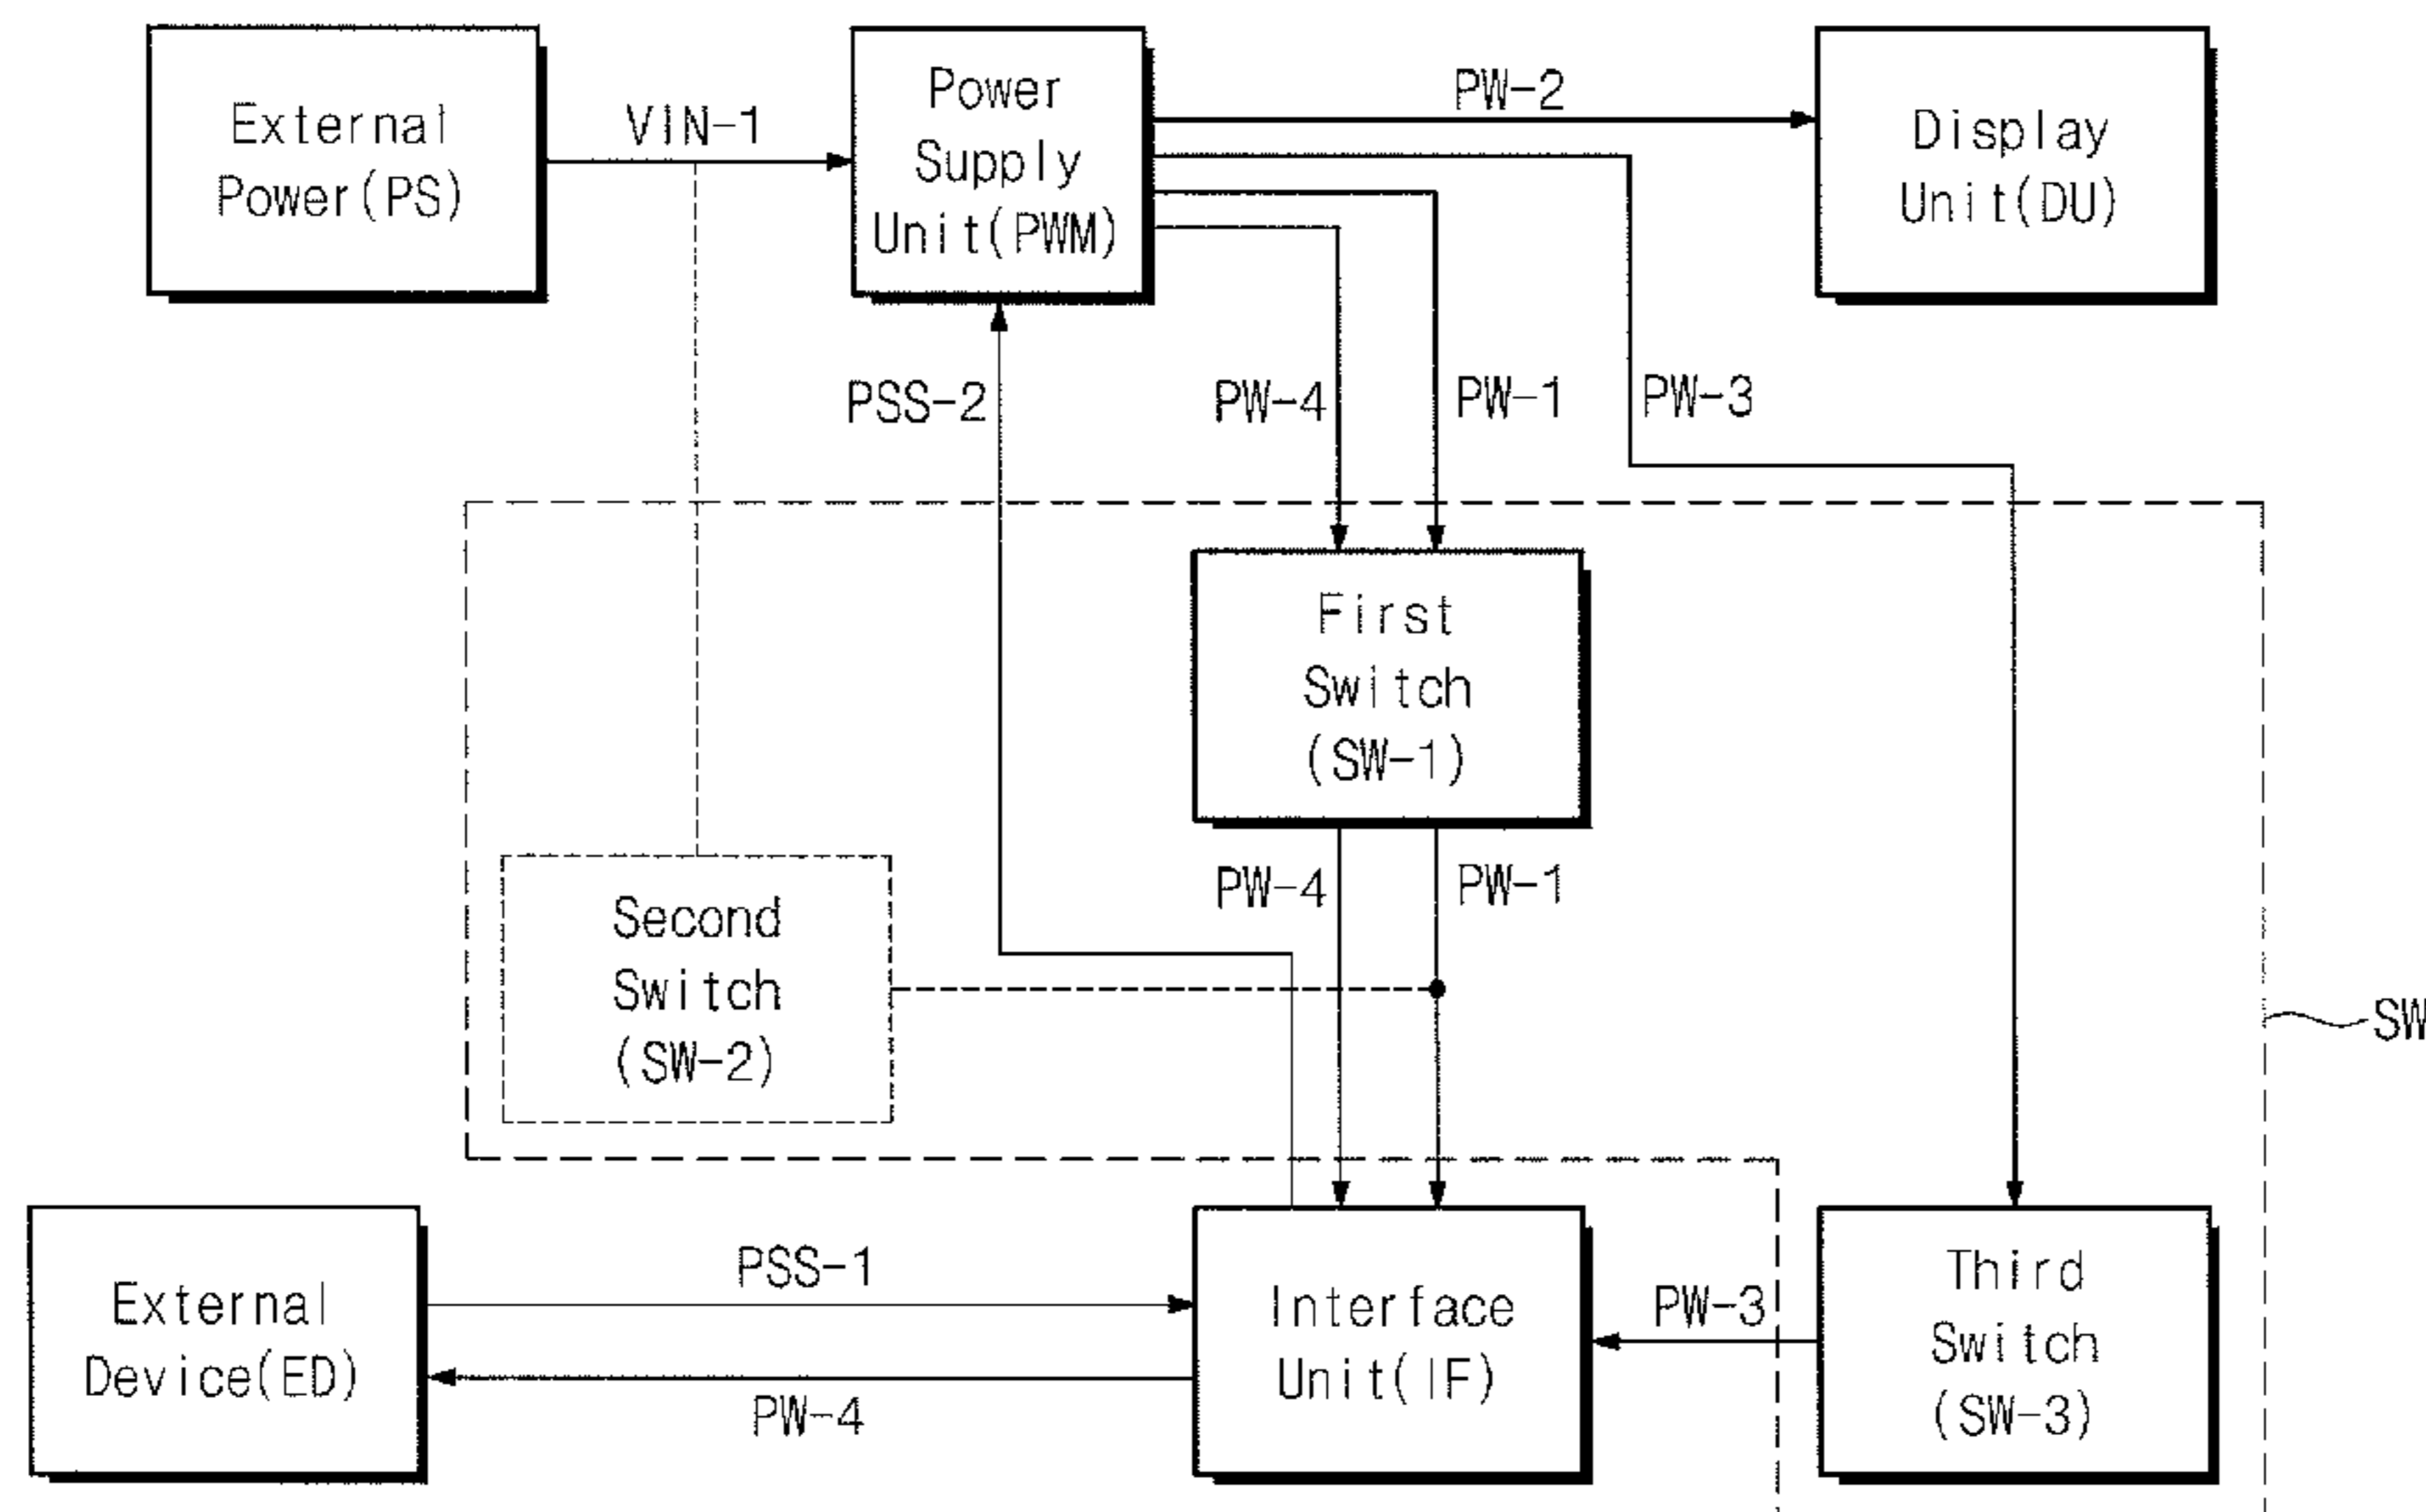 External
Power(PS)
VIN-1
Power
Supply
Unit(PWM)
PW-2
Display
Unit(DU)
PSS-2
PW-4
PW-1
PW-3
First
Switch
(SW-1)
PW-4
PW-1
Second
Switch
(SW-2)
SW
External
Device(ED)
PSS-1
PW-4
Interface
Unit(IF)
PW-3
Third
Switch
(SW-3)